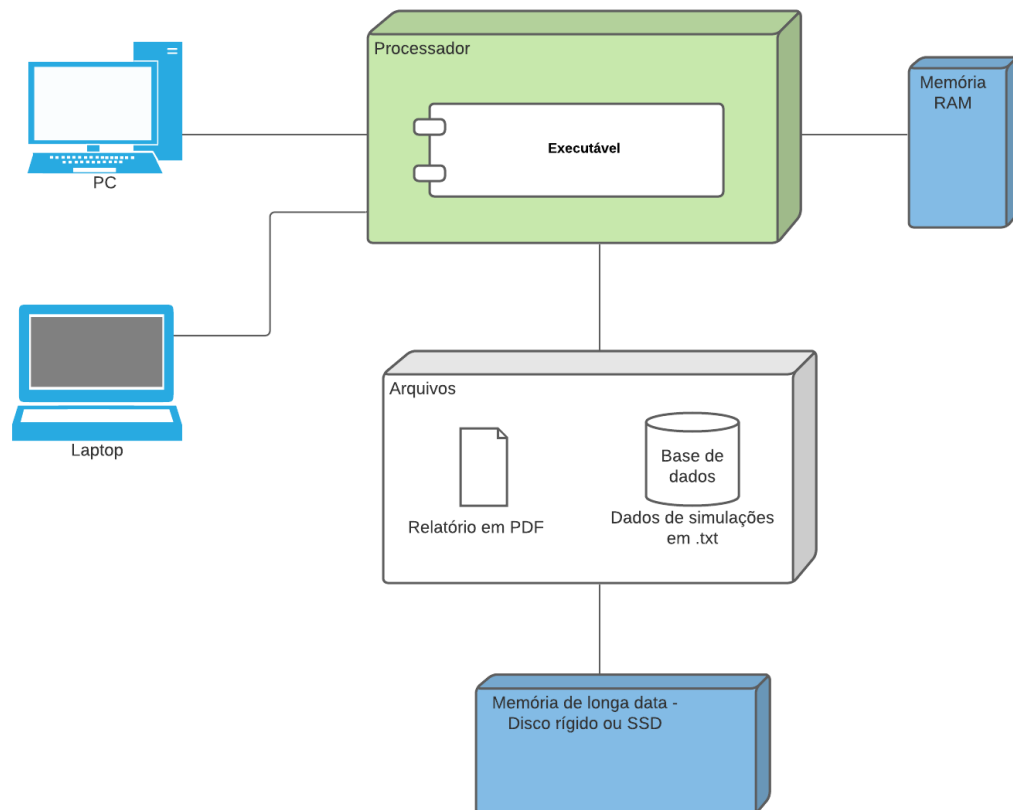 Processador
Executável
Memória
RAM
PC
Laptop
Arquivos
Base de
dados
Relatório em PDF
Dados de simulações
em .txt
Memória de longa data -
Disco rígido ou SSD